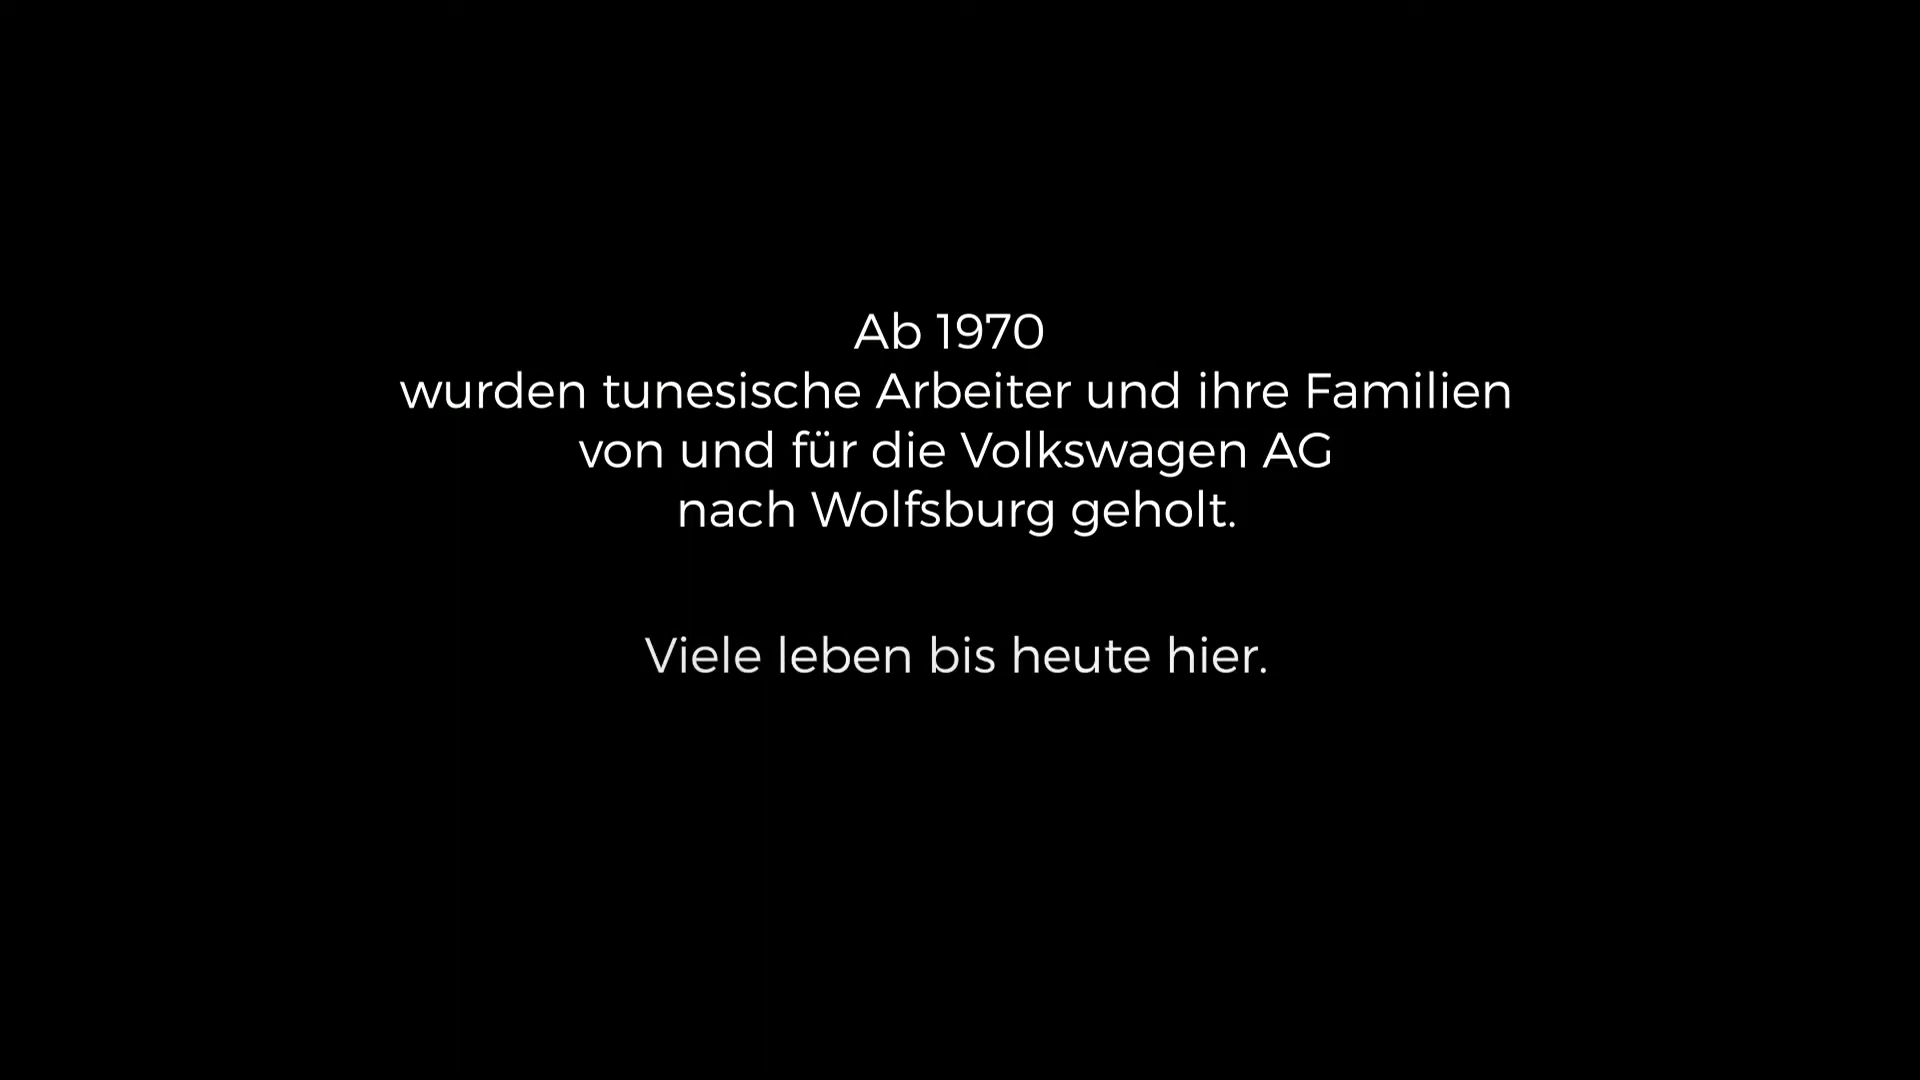 Ab 1970
wurden tunesische Arbeiter und ihre Familien
von und für die Volkswagen AG
nach Wolfsburg geholt.
Viele leben bis heute hier.